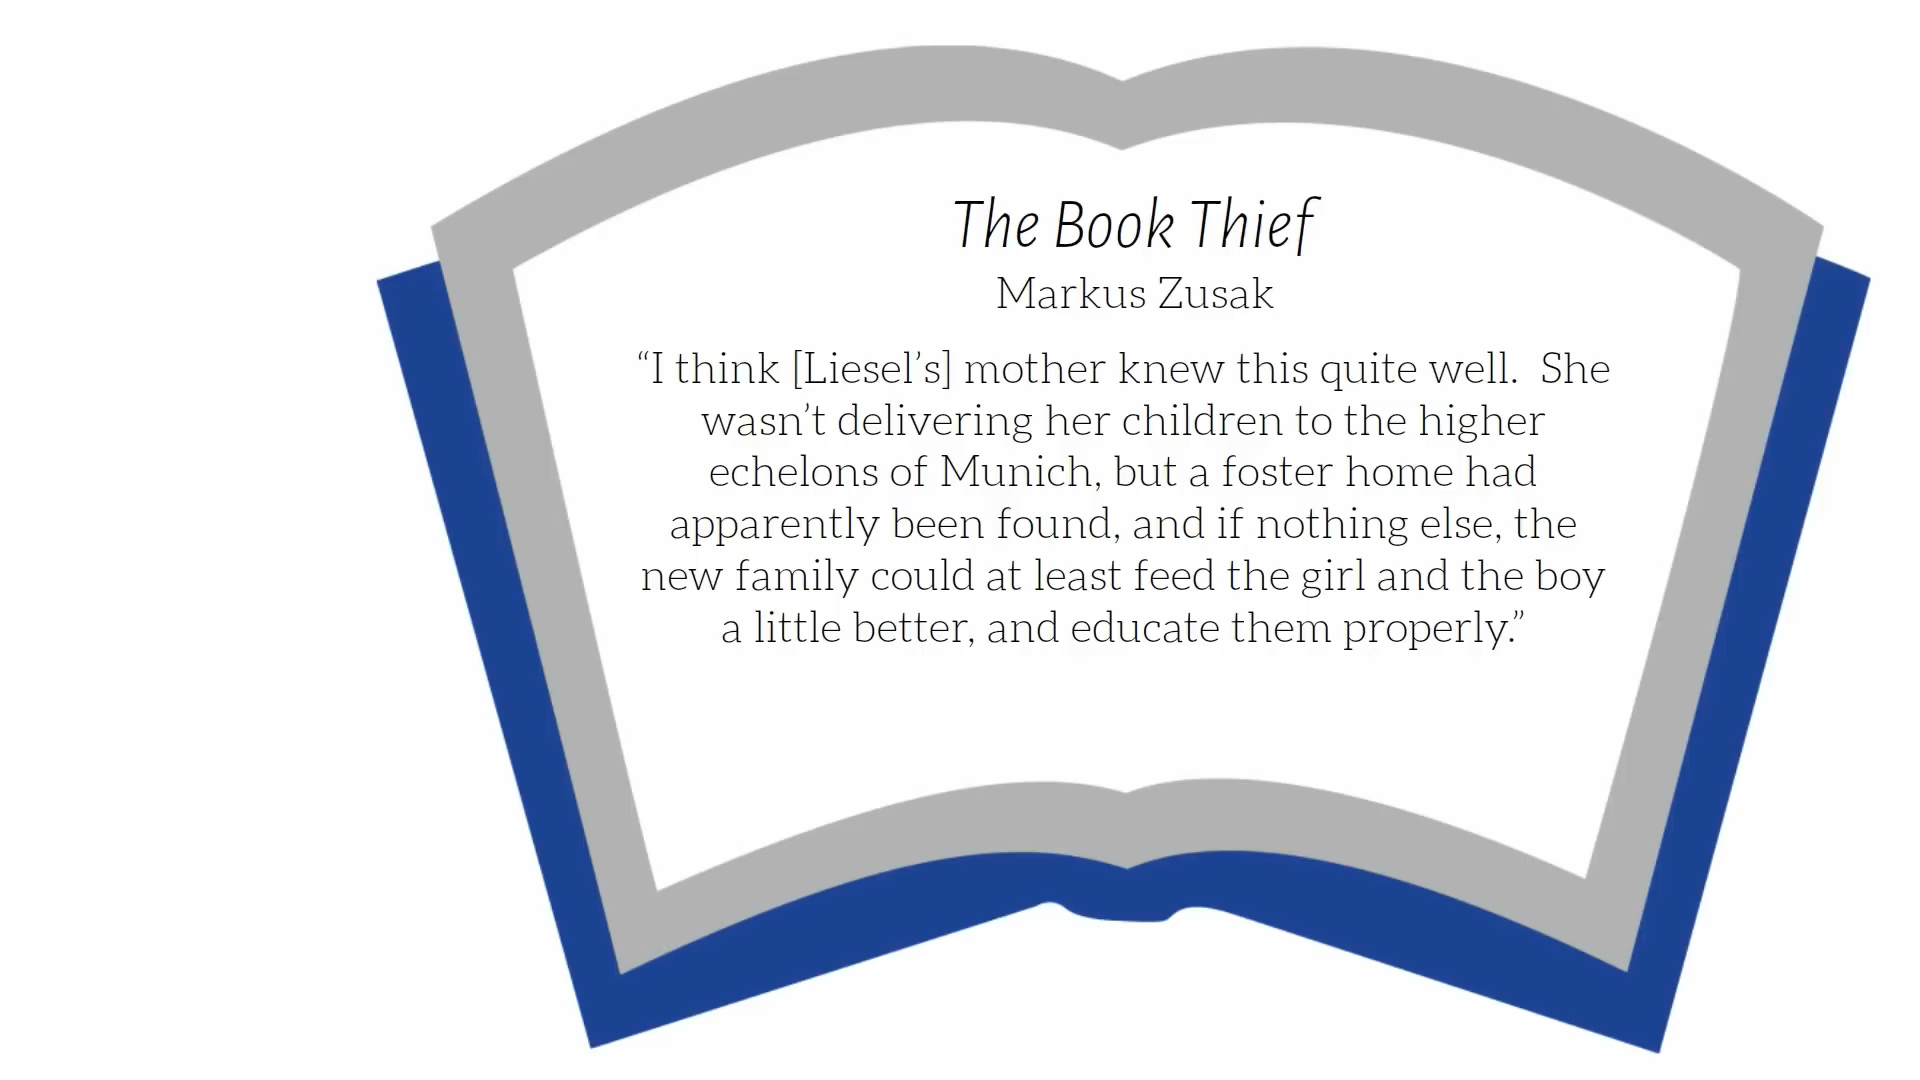 The Book Thief
Markus Zusak
“I think [Liesel’s] mother knew this quite well.  She
wasn’t delivering her children to the higher
echelons of Munich, but a foster home had
apparently been found, and if nothing else, the
new family could at least feed the girl and the boy
a little better, and educate them properly.”